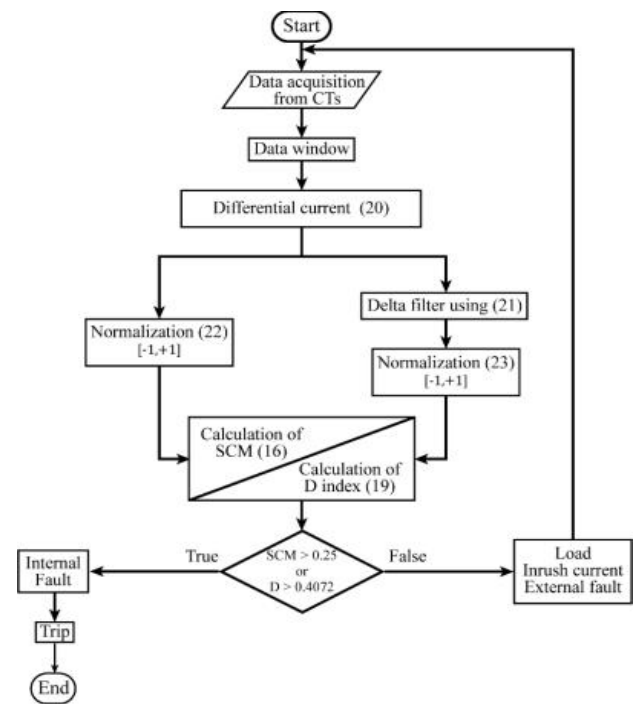 Start
Data acquisition
from CTs
Data window
Differential current (20)
Delta filter using (21)
Normalization (22)
[-1,+1]
Normalization (23)
[-1,+1]
Calculation of
SCM (16)
Calculation of
D index (19)
True
SCM > 0.25
or
D > 0.4072
False
Internal
Fault
Load
Inrush current
External fault
Trip
End